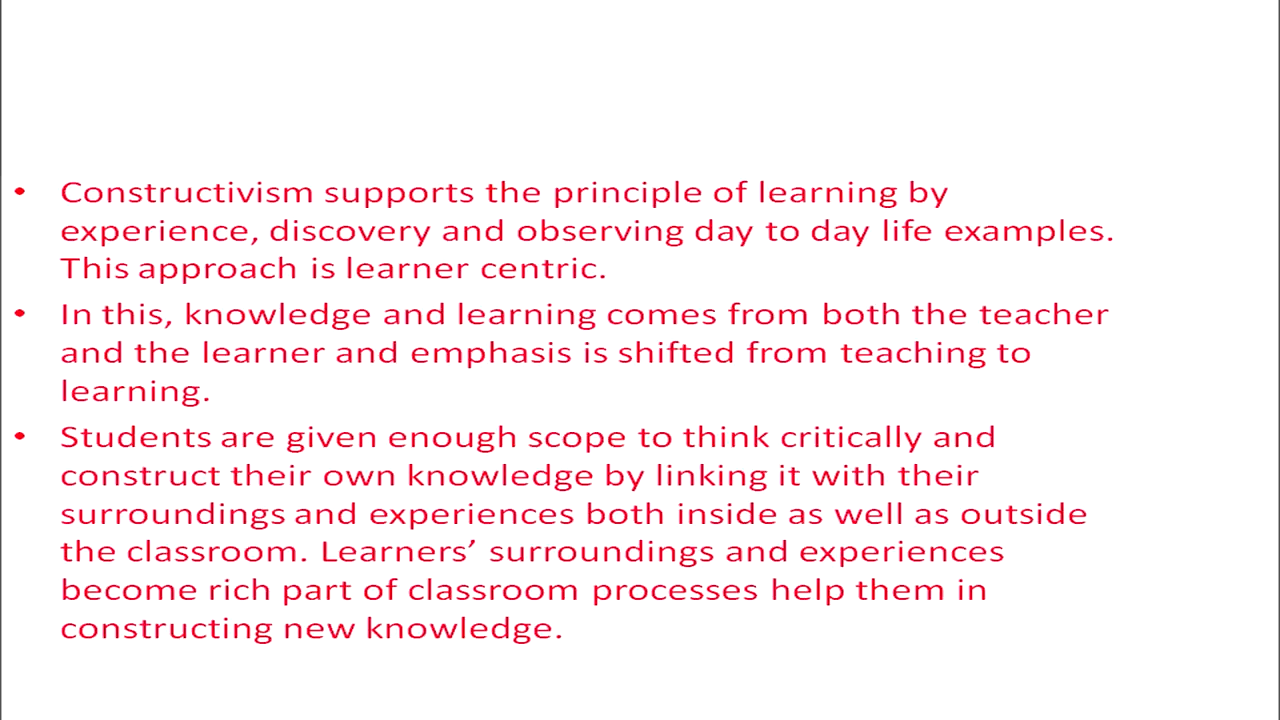 • Constructivism supports the principle of learning by
experience, discovery and observing day to day life examples.
This approach is learner centric.
• In this, knowledge and learning comes from both the teacher
and the learner and emphasis is shifted from teaching to
learning.
• Students are given enough scope to think critically and
construct their own knowledge by linking it with their
surroundings and experiences both inside as well as outside
the classroom. Learners’ surroundings and experiences
become rich part of classroom processes help them in
constructing new knowledge.